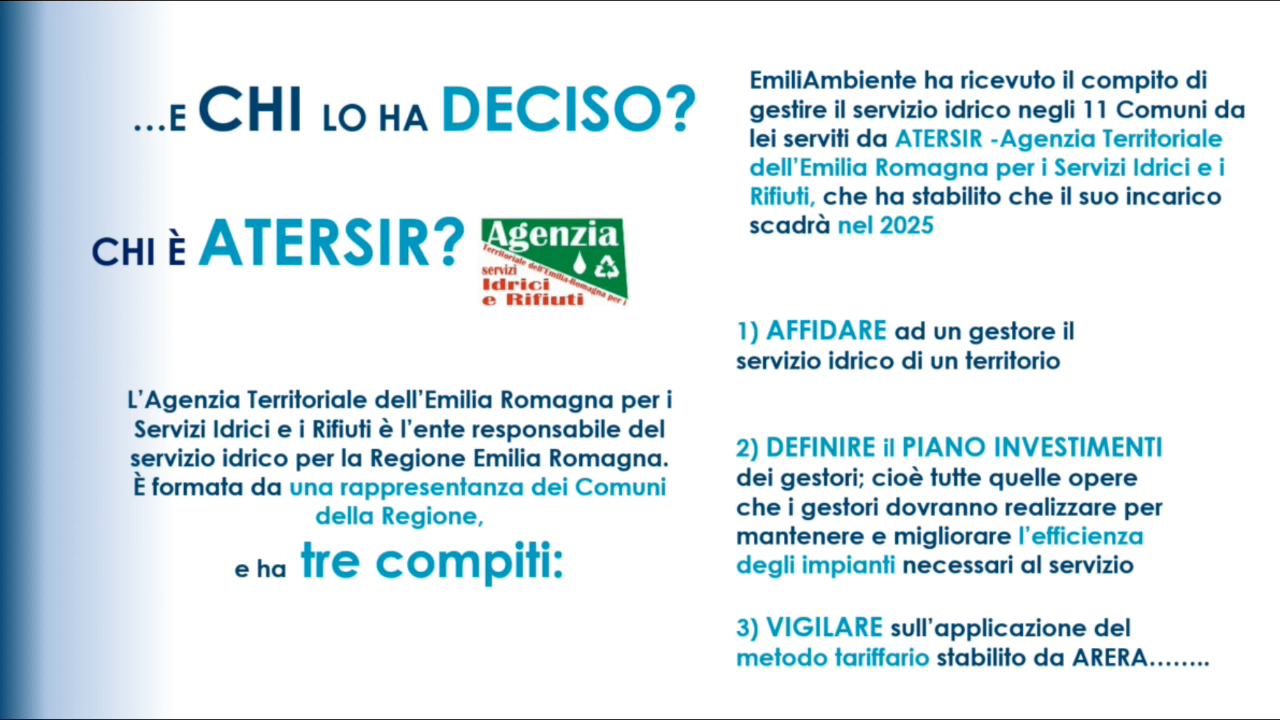 ...E CHI LO HA DECISO?
EmiliAmbiente ha ricevuto il compito di
gestire il servizio idrico negli 11 Comuni da
lei serviti da ATERSIR -Agenzia Territoriale
dell'Emilia Romagna per i Servizi Idrici e i
Rifiuti, che ha stabilito che il suo incarico
scadrà nel 2025
CHI È ATERSIR?
Agenzia
Territoriale dell'Emilia-Romagna per i
servizi
Idrici
e Rifiuti
L'Agenzia Territoriale dell'Emilia Romagna per i
Servizi Idrici e i Rifiuti è l'ente responsabile del
servizio idrico per la Regione Emilia Romagna.
È formata da una rappresentanza dei Comuni
della Regione,
e ha tre compiti:
1) AFFIDARE ad un gestore il
servizio idrico di un territorio
2) DEFINIRE il PIANO INVESTIMENTI
dei gestori; cioè tutte quelle opere
che i gestori dovranno realizzare per
mantenere e migliorare l'efficienza
degli impianti necessari al servizio
3) VIGILARE sull'applicazione del
metodo tariffario stabilito da ARERA........